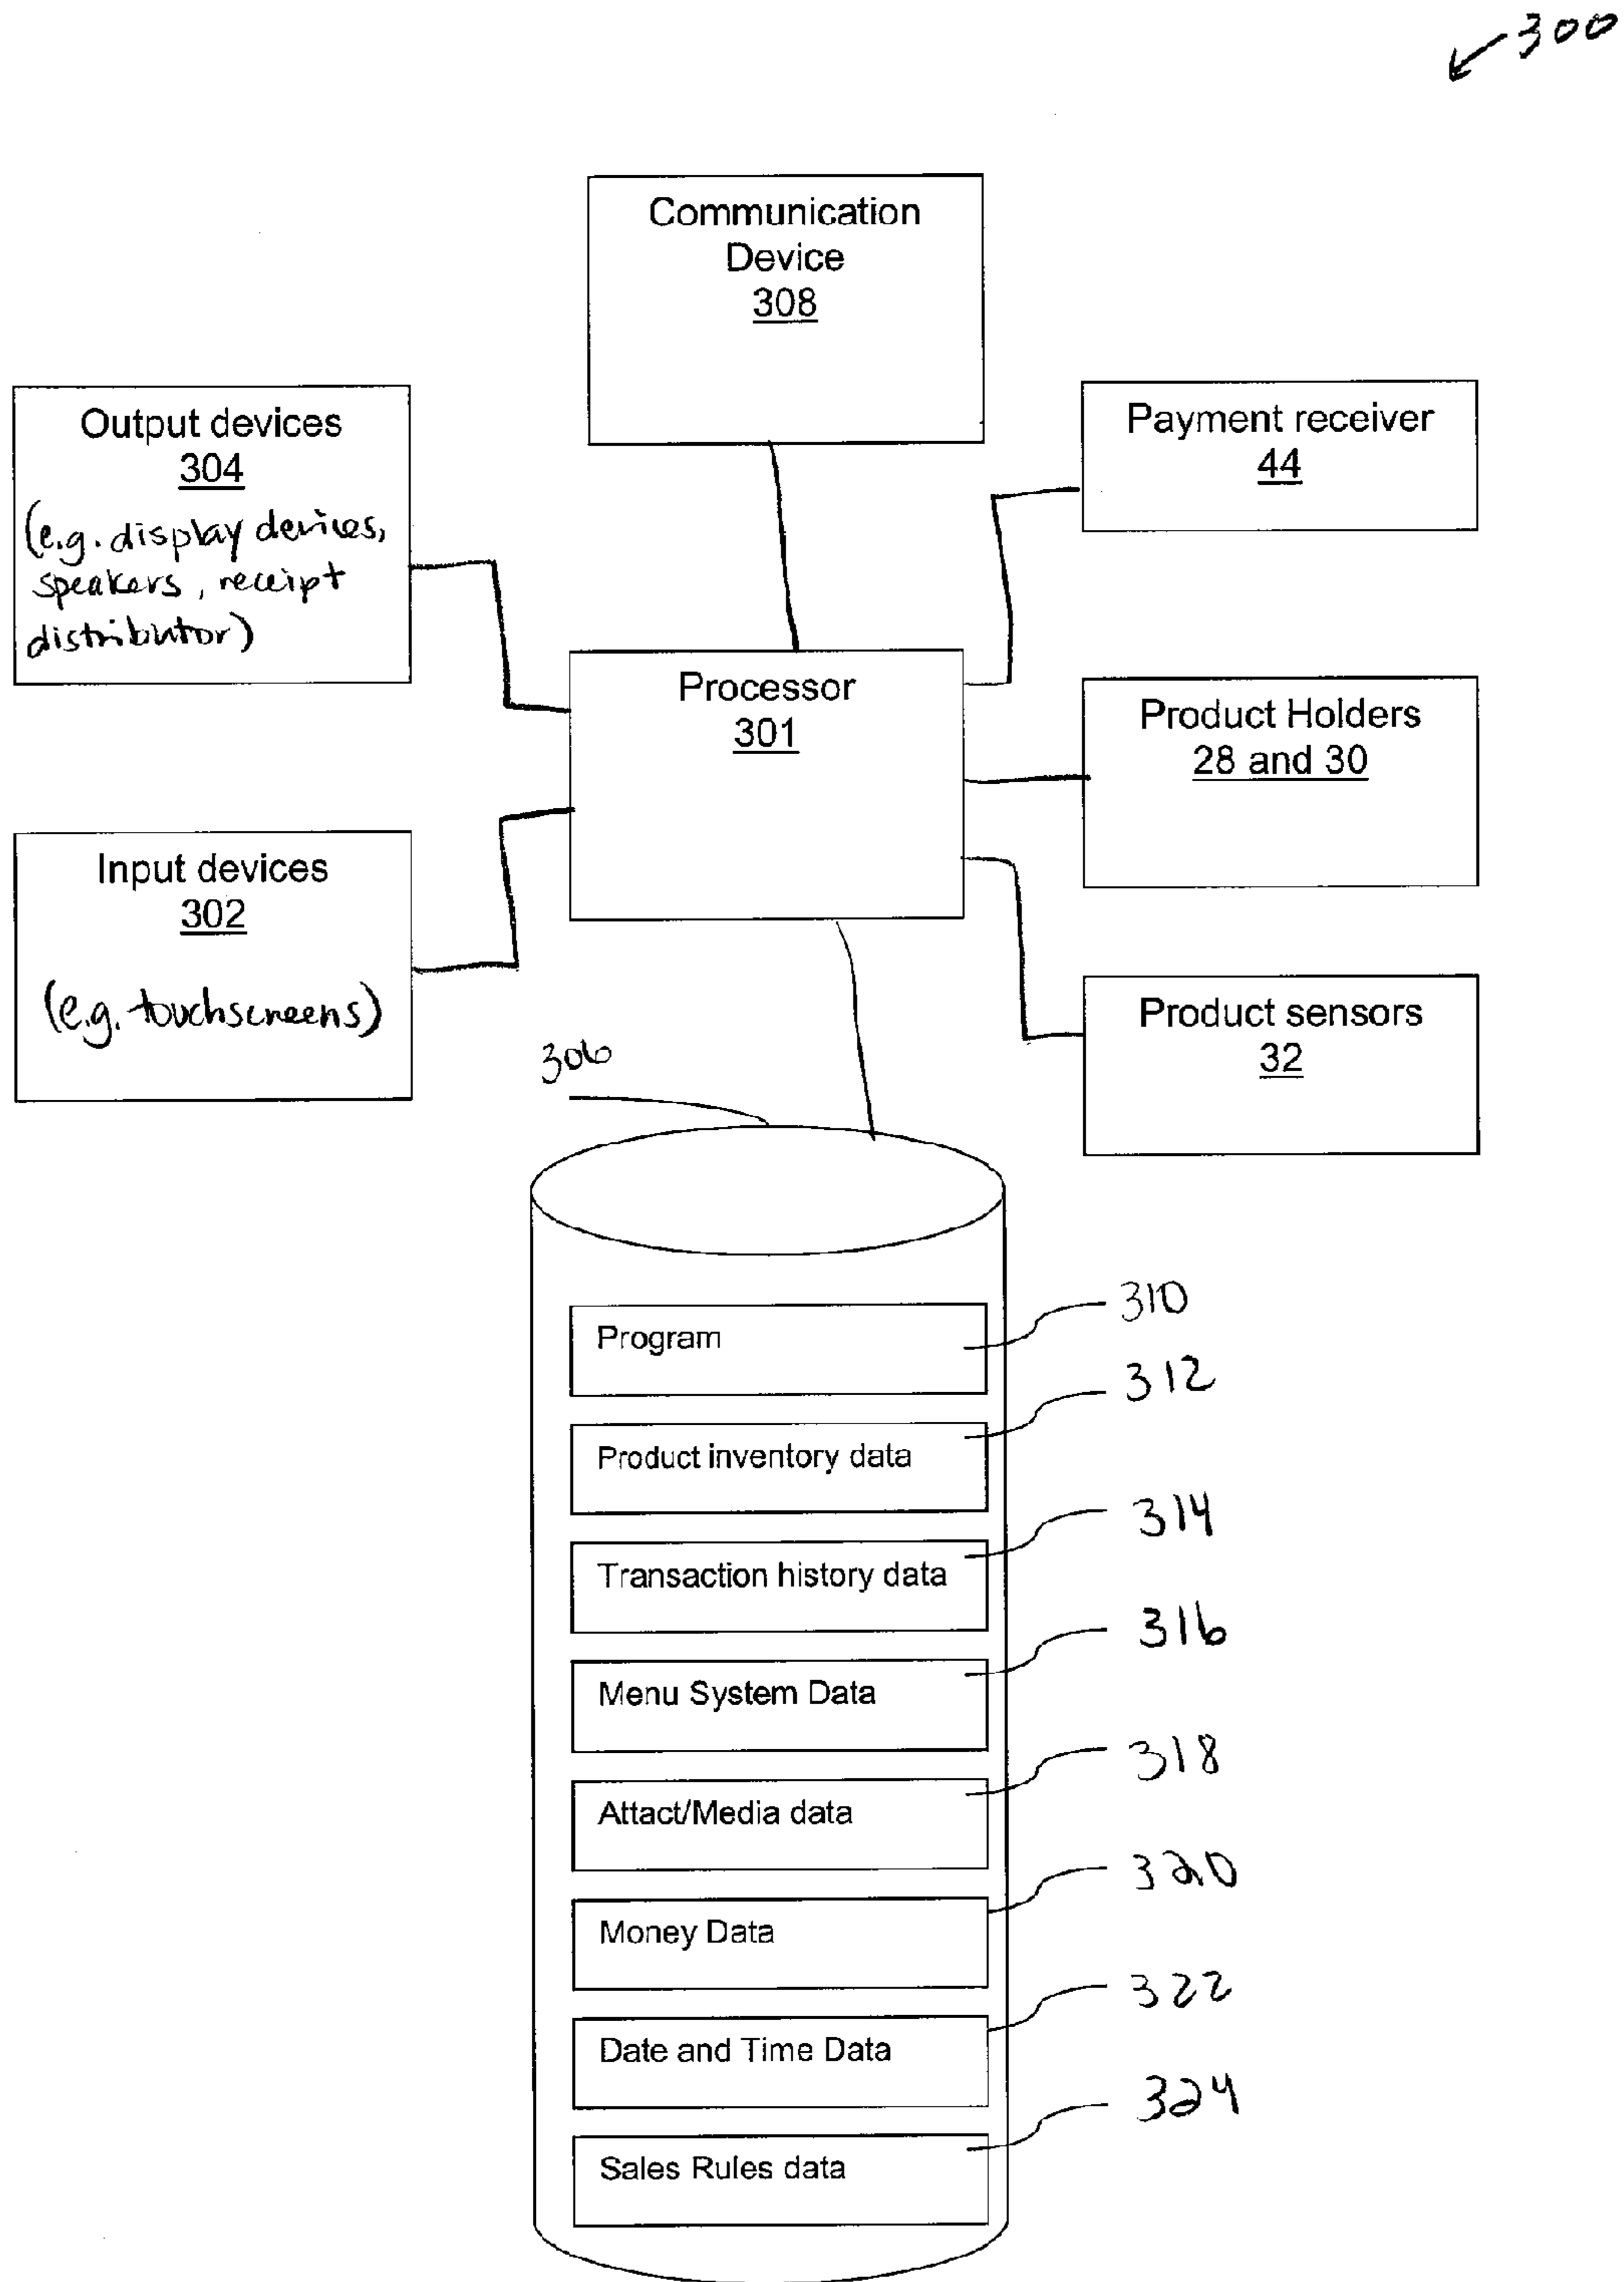 300
Communication
Device
308
Output devices
304
(e.g. display devices,
speakers, receipt
distributor)
Payment receiver
44
Processor
301
Product Holders
28 and 30
Input devices
302
(e.g. touchscreens)
Product sensors
32
306
Program
310
Product inventory data
312
Transaction history data
314
Menu System Data
316
Attact/Media data
318
Money Data
320
Date and Time Data
322
Sales Rules data
324